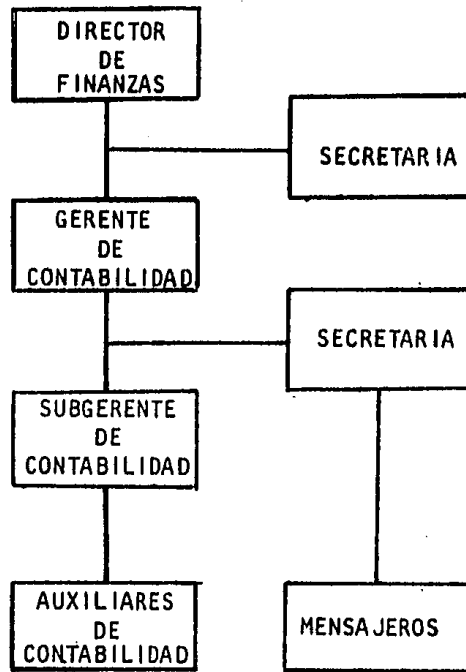 DIRECTOR
DE
FINANZAS
SECRETARIA
GERENTE
DE
CONTABILIDAD
SECRETARIA
SUBGERENTE
DE
CONTABILIDAD
AUXILIARES
DE
CONTABILIDAD
MENSAJEROS